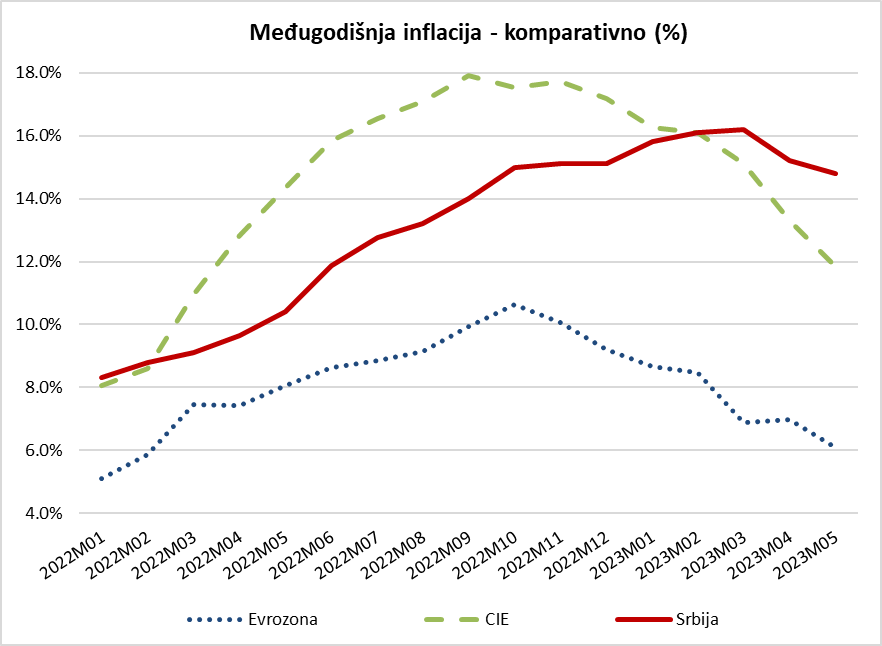 Međugodišnja inflacija - komparativno (%)
18.0%
16.0%
14.0%
12.0%
10.0%
8.0%
6.0%
4.0%
2022M01
2022M02
2022M03
2022M04
2022M05
2022M06
2022M07
2022M08
2022M09
2022M10
2022M11
2022M12
2023M01
2023M02
2023M03
2023M04
2023M05
Evrozona CIE Srbija